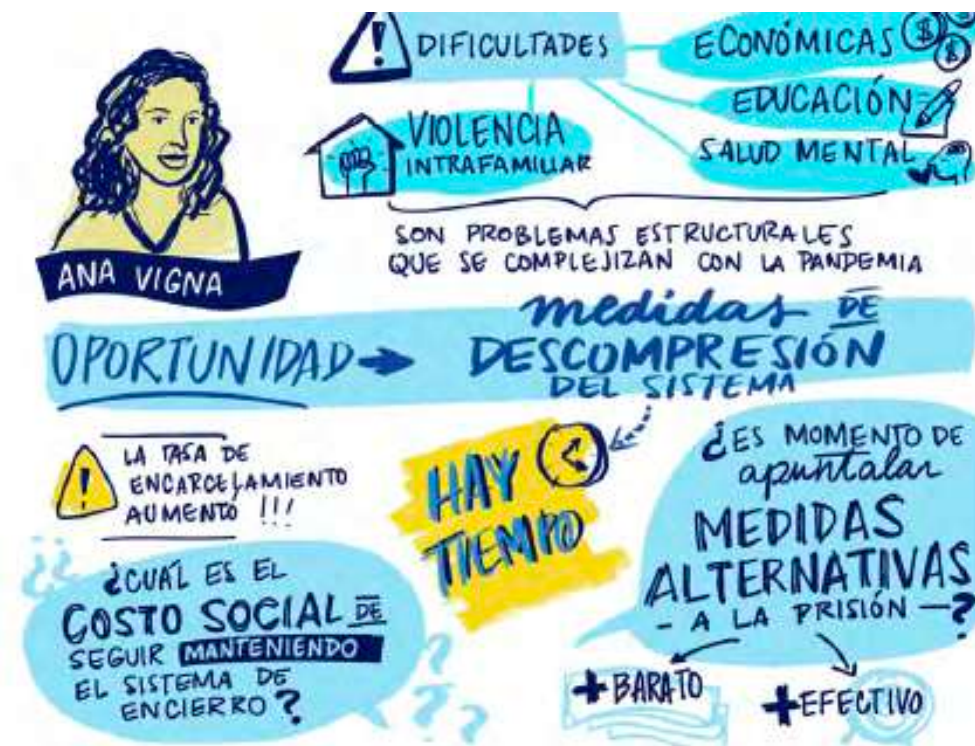 DIFICULTADES
ECONÓMICAS
EDUCACIÓN
SALUD MENTAL
VIOLENCIA
INTRAFAMILIAR
SON PROBLEMAS ESTRUCTURALES
QUE SE COMPLEJIZAN CON LA PANDEMIA
ANA VIGNA
OPORTUNIDAD
medidas DE
DESCOMPRESIÓN
DEL SISTEMA
LA TASA DE
ENCARCELAMIENTO
AUMENTO !!!
HAY
TIEMPO
¿ES MOMENTO DE
apuntalar
MEDIDAS
ALTERNATIVAS
- A LA PRISIÓN -?
+BARATO
+EFECTIVO
¿CUÁL ES EL
COSTO SOCIAL DE
SEGUIR MANTENIENDO
EL SISTEMA DE
ENCIERRO?